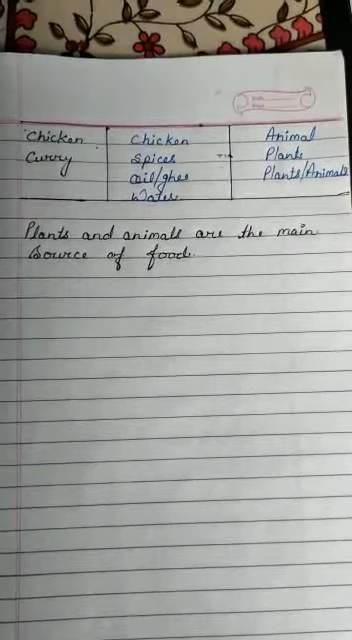 Chicken Chicken Animal
Curry Spices Plants
oil/ghee Plants/Animals
Water
Plants and animals are the main
source of food.